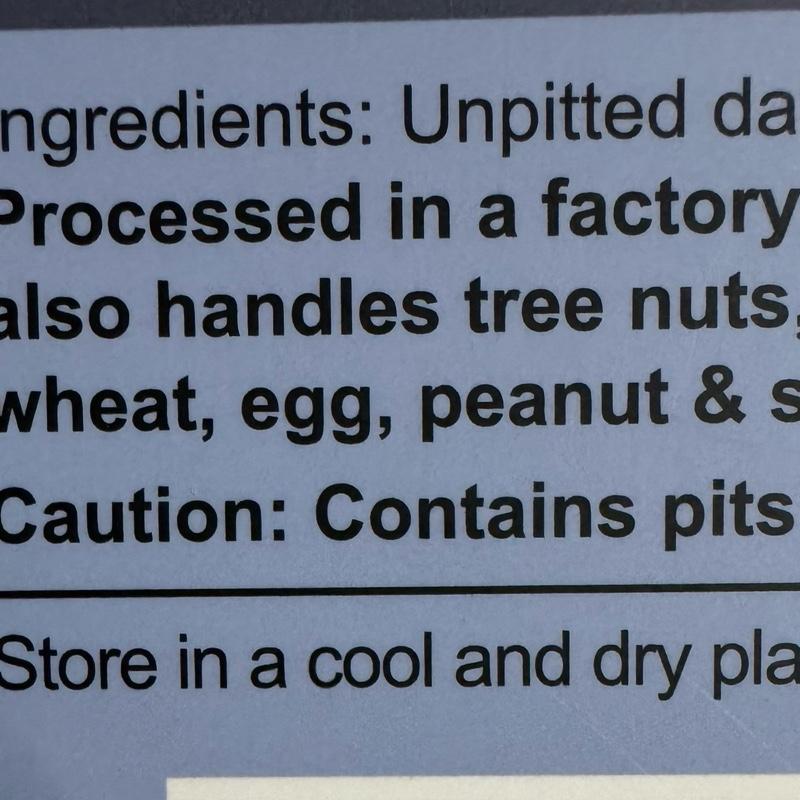 ngredients: Unpitted da
Processed in a factory
also handles tree nuts,
wheat, egg, peanut & s
Caution: Contains pits
Store in a cool and dry pla